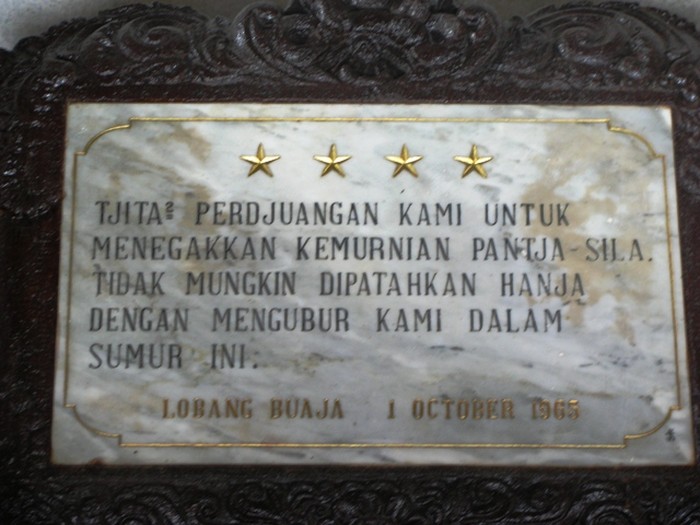 TJITA² PERDJUANGAN KAMI UNTUK
MENEGAKKAN KEMURNIAN PANTJA-SILA.
TIDAK MUNGKIN DIPATAHKAN HANJA
DENGAN MENGUBUR KAMI DALAM
SUMUR INI.
LOBANG BUAJA 1 OCTOBER 1965